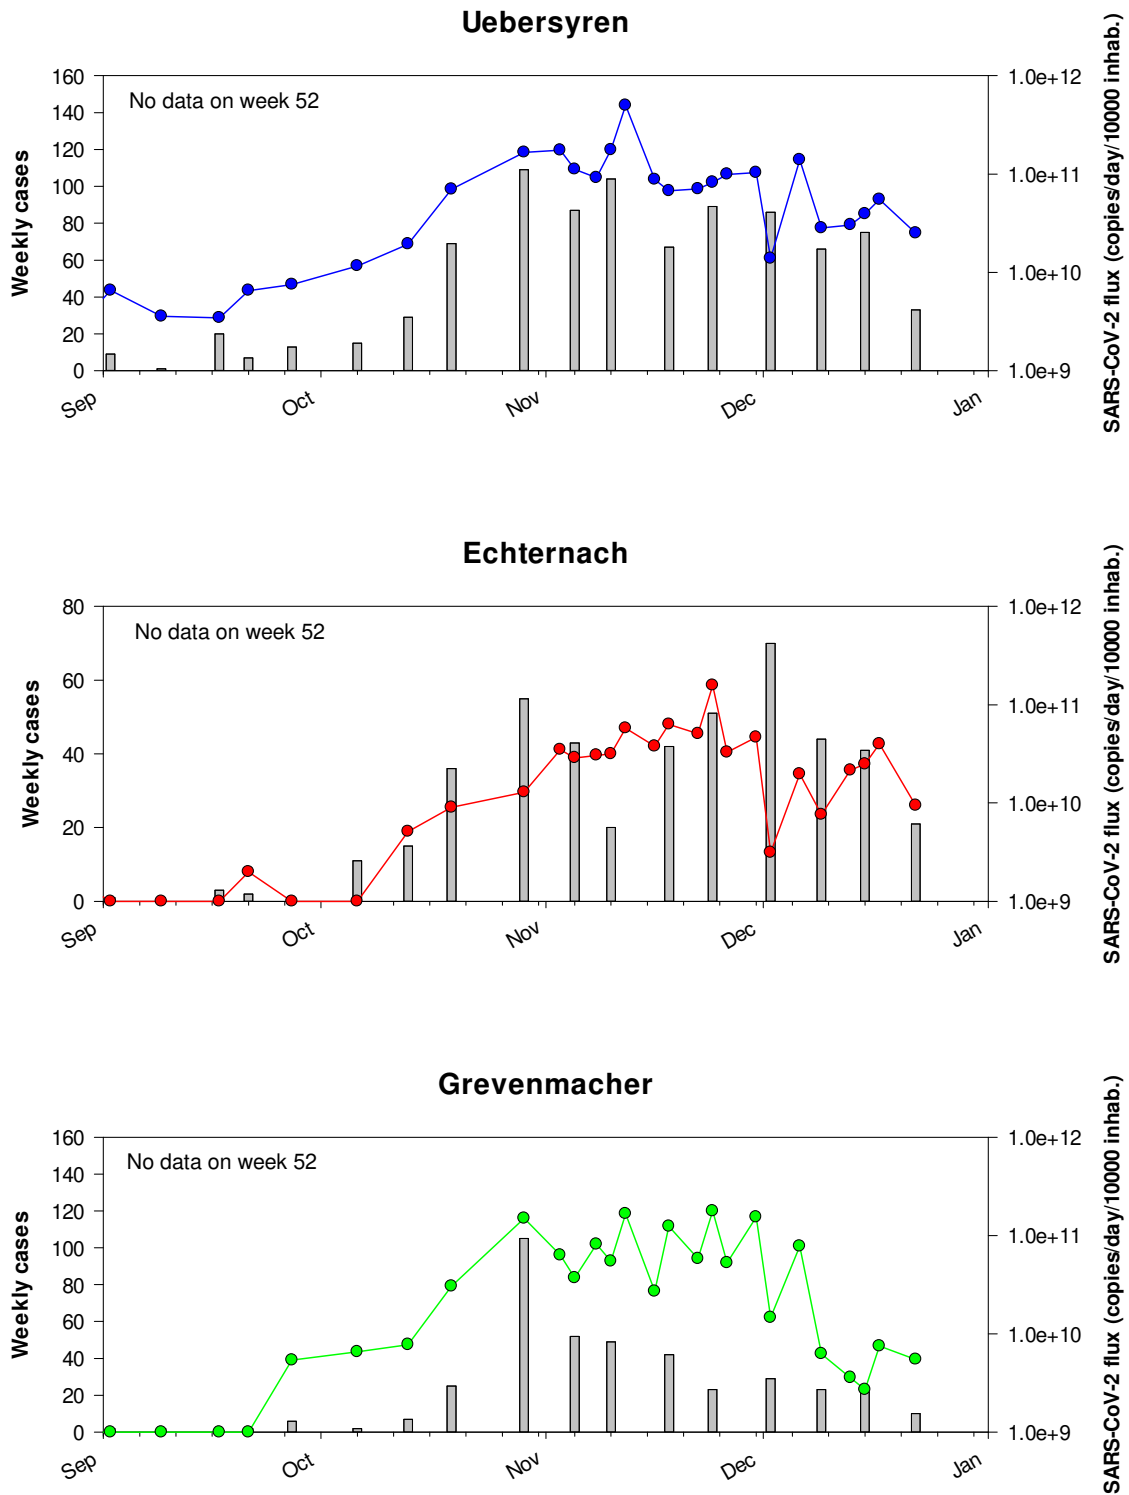 Uebersyren
No data on week 52
Weekly cases
160
140
120
100
80
60
40
20
0
1.0e+12
1.0e+11
1.0e+10
1.0e+9
SARS-CoV-2 flux (copies/day/10000 inhab.)
Sep
Oct
Nov
Dec
Jan
Echternach
No data on week 52
Weekly cases
80
60
40
20
0
1.0e+12
1.0e+11
1.0e+10
1.0e+9
SARS-CoV-2 flux (copies/day/10000 inhab.)
Sep
Oct
Nov
Dec
Jan
Grevenmacher
No data on week 52
Weekly cases
160
140
120
100
80
60
40
20
0
1.0e+12
1.0e+11
1.0e+10
1.0e+9
SARS-CoV-2 flux (copies/day/10000 inhab.)
Sep
Oct
Nov
Dec
Jan